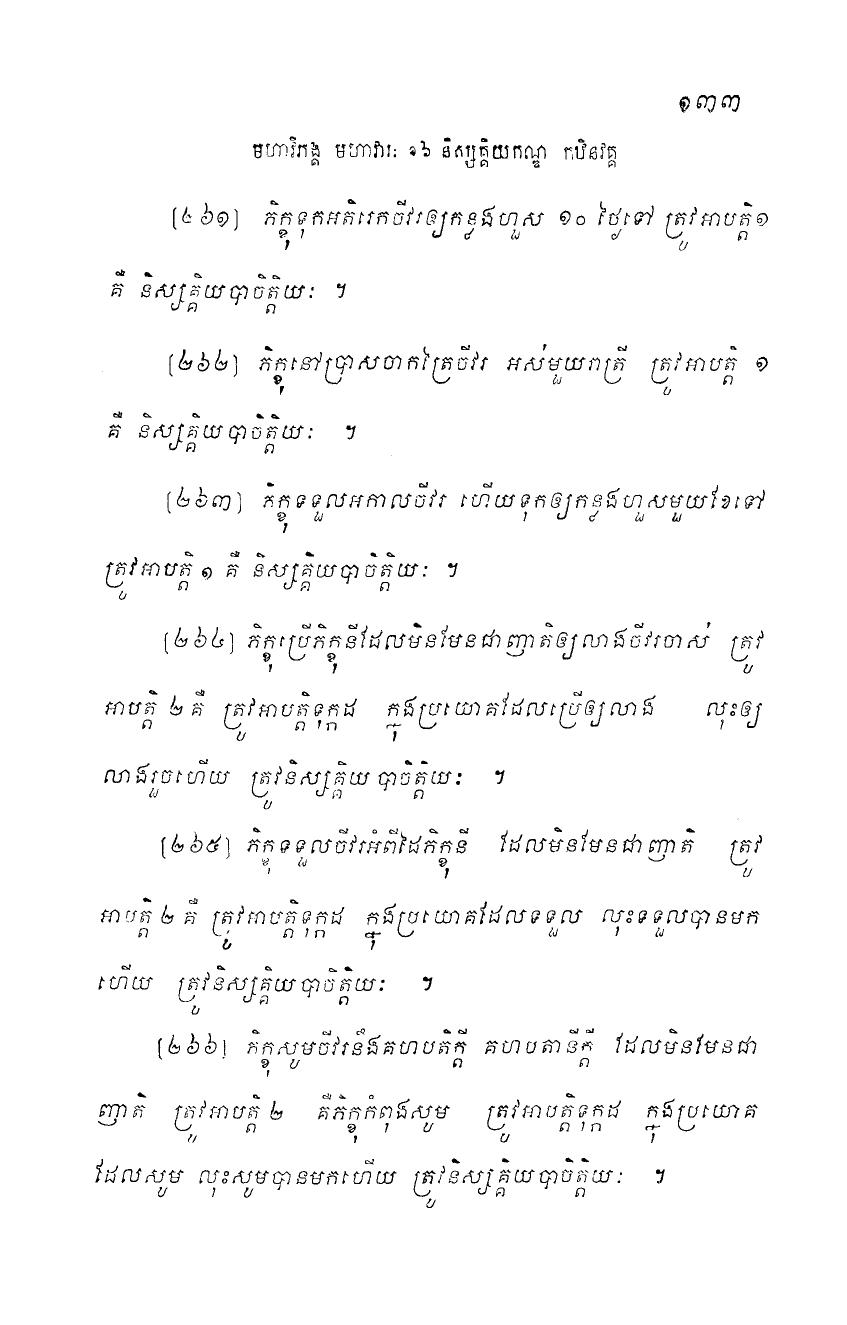 ១៣៣
មហាវិភង្គ មហាវារៈ ១៦ និស្សគ្គិយកណ្ឌ កឋិនវគ្គ
[៤៦១] ភិក្ខុទុកអតិរេកចីវរឲ្យកន្លងហួស ១០ ថ្ងៃទៅ ត្រូវអាបត្តិ១
គឺ និស្សគ្គិយបាចិត្តិយៈ ។
[២៦២] ភិក្ខុនៅប្រាសចាកត្រៃចីវរ អស់មួយរាត្រី ត្រូវអាបត្តិ ១
គឺ និស្សគ្គិយបាចិត្តិយៈ ។
[២៦៣] ភិក្ខុទទួលអកាលចីវរ ហើយទុកឲ្យកន្លងហួសមួយខែទៅ
ត្រូវអាបត្តិ ១ គឺ និស្សគ្គិយបាចិត្តិយៈ ។
[២៦៤] ភិក្ខុប្រើភិក្ខុនីដែលមិនមែនជាញាតិឲ្យលាងចីវរចាស់ ត្រូវ
អាបត្តិ ២ គឺ ត្រូវអាបត្តិទុក្កដ ក្នុងប្រយោគដែលប្រើឲ្យលាង លុះឲ្យ
លាងរួចហើយ ត្រូវនិស្សគ្គិយបាចិត្តិយៈ ។
[២៦៥] ភិក្ខុទទួលចីវរអំពីដៃភិក្ខុនី ដែលមិនមែនជាញាតិ ត្រូវ
អាបត្តិ ២ គឺ ត្រូវអាបត្តិទុក្កដ ក្នុងប្រយោគដែលទទួល លុះទទួលបានមក
ហើយ ត្រូវនិស្សគ្គិយបាចិត្តិយៈ ។
[២៦៦] ភិក្ខុសូមចីវរនឹងគហបតិក្តី គហបតានីក្តី ដែលមិនមែនជា
ញាតិ ត្រូវអាបត្តិ ២ គឺភិក្ខុកំពុងសូម ត្រូវអាបត្តិទុក្កដ ក្នុងប្រយោគ
ដែលសូម លុះសូមបានមកហើយ ត្រូវនិស្សគ្គិយបាចិត្តិយៈ ។